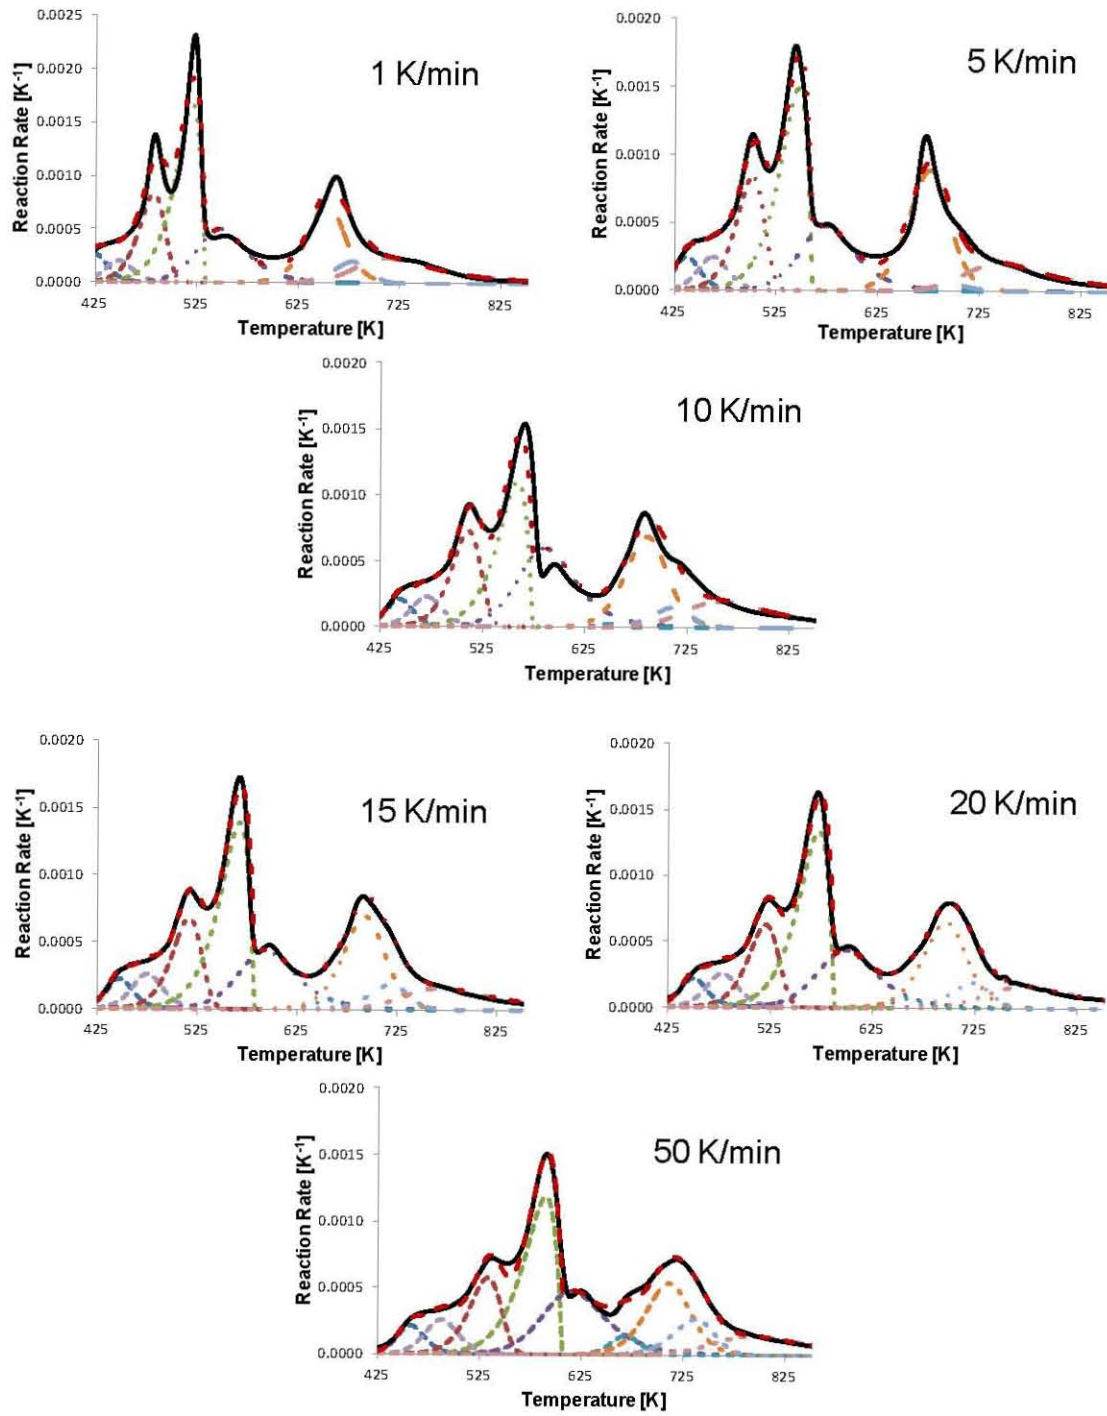 0.0025
0.0020
0.0015
0.0010
0.0005
0.0000
Reaction Rate [K-1]
1 K/min
425 525 625 725 825
Temperature [K]
0.0020
0.0015
0.0010
0.0005
0.0000
Reaction Rate [K-1]
5 K/min
425 525 625 725 825
Temperature [K]
0.0020
0.0015
0.0010
0.0005
0.0000
Reaction Rate [K-1]
10 K/min
425 525 625 725 825
Temperature [K]
0.0020
0.0015
0.0010
0.0005
0.0000
Reaction Rate [K-1]
15 K/min
425 525 625 725 825
Temperature [K]
0.0020
0.0015
0.0010
0.0005
0.0000
Reaction Rate [K-1]
20 K/min
425 525 625 725 825
Temperature [K]
0.0020
0.0015
0.0010
0.0005
0.0000
Reaction Rate [K-1]
50 K/min
425 525 625 725 825
Temperature [K]